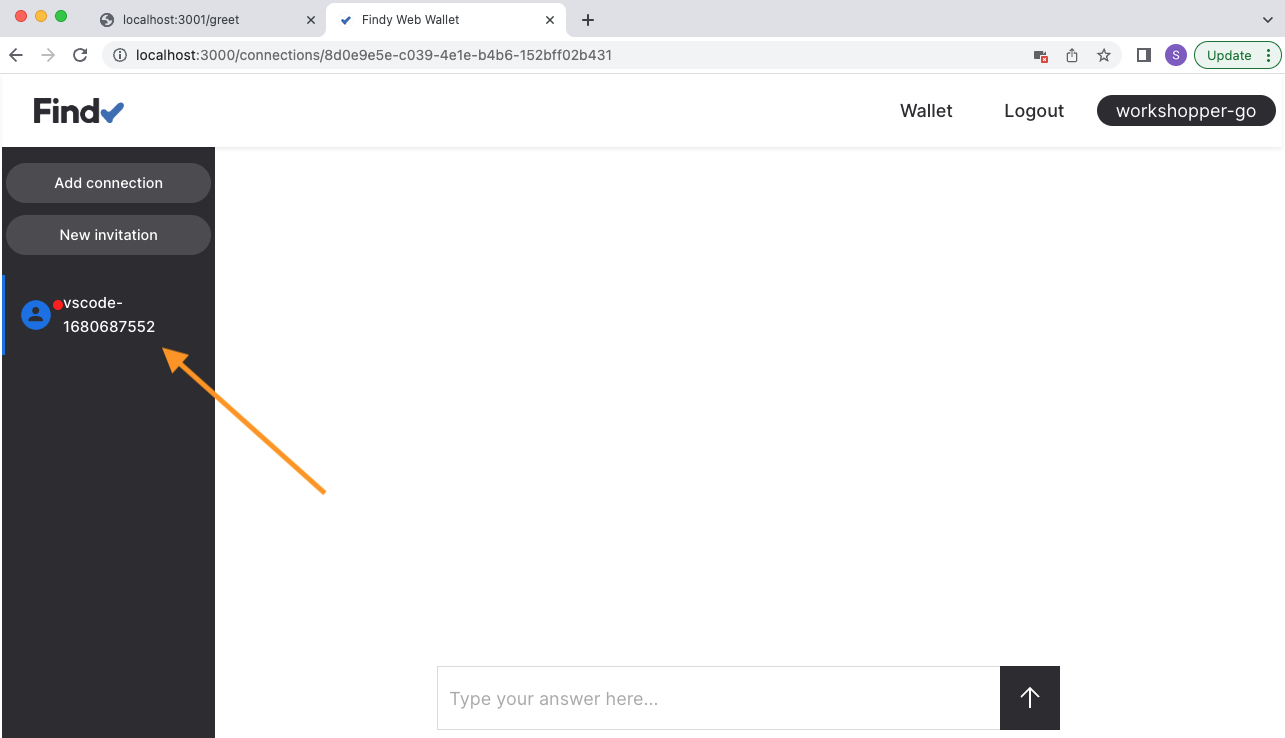 localhost:3001/greet
Findy Web Wallet
localhost:3000/connections/8d0e9e5e-c039-4e1e-b4b6-152bff02b431
S
Update
Find
Wallet
Logout
workshopper-go
Add connection
New invitation
vscode-
1680687552
Type your answer here...